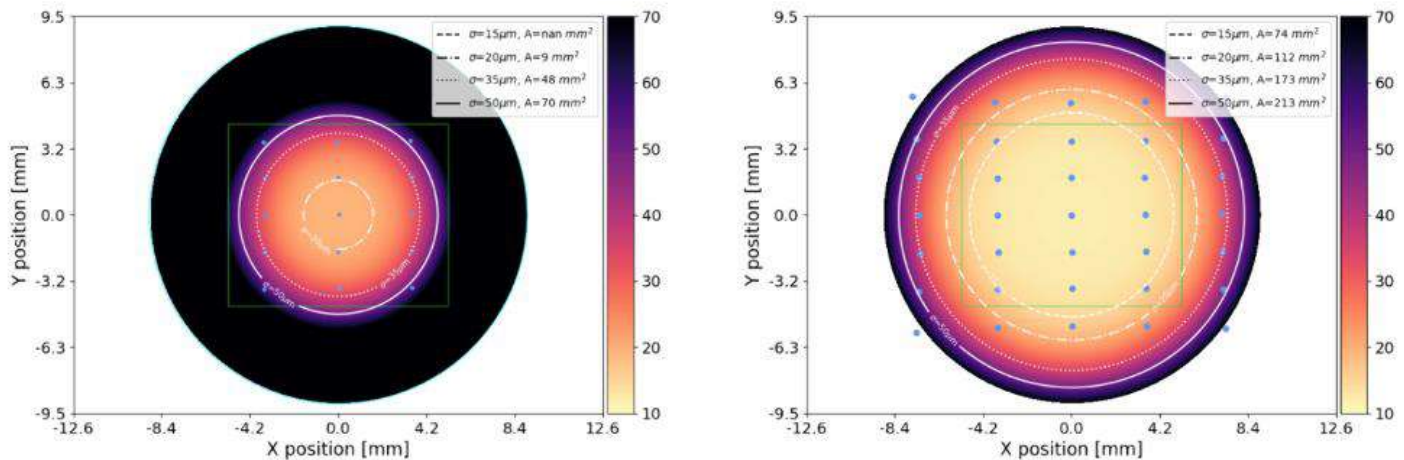 9.5
6.3
3.2
0.0
-3.2
-6.3
-9.5
Y position [mm]
-12.6 -8.4 -4.2 0.0 4.2 8.4 12.6
X position [mm]
σ=15μm, A=nan mm²
σ=20μm, A=9 mm²
σ=35μm, A=48 mm²
σ=50μm, A=70 mm²
σ=35μm
σ=50μm
70
60
50
40
30
20
10
9.5
6.3
3.2
0.0
-3.2
-6.3
-9.5
Y position [mm]
-12.6 -8.4 -4.2 0.0 4.2 8.4 12.6
X position [mm]
σ=15μm, A=74 mm²
σ=20μm, A=112 mm²
σ=35μm, A=173 mm²
σ=50μm, A=213 mm²
σ=35μm
σ=50μm
70
60
50
40
30
20
10